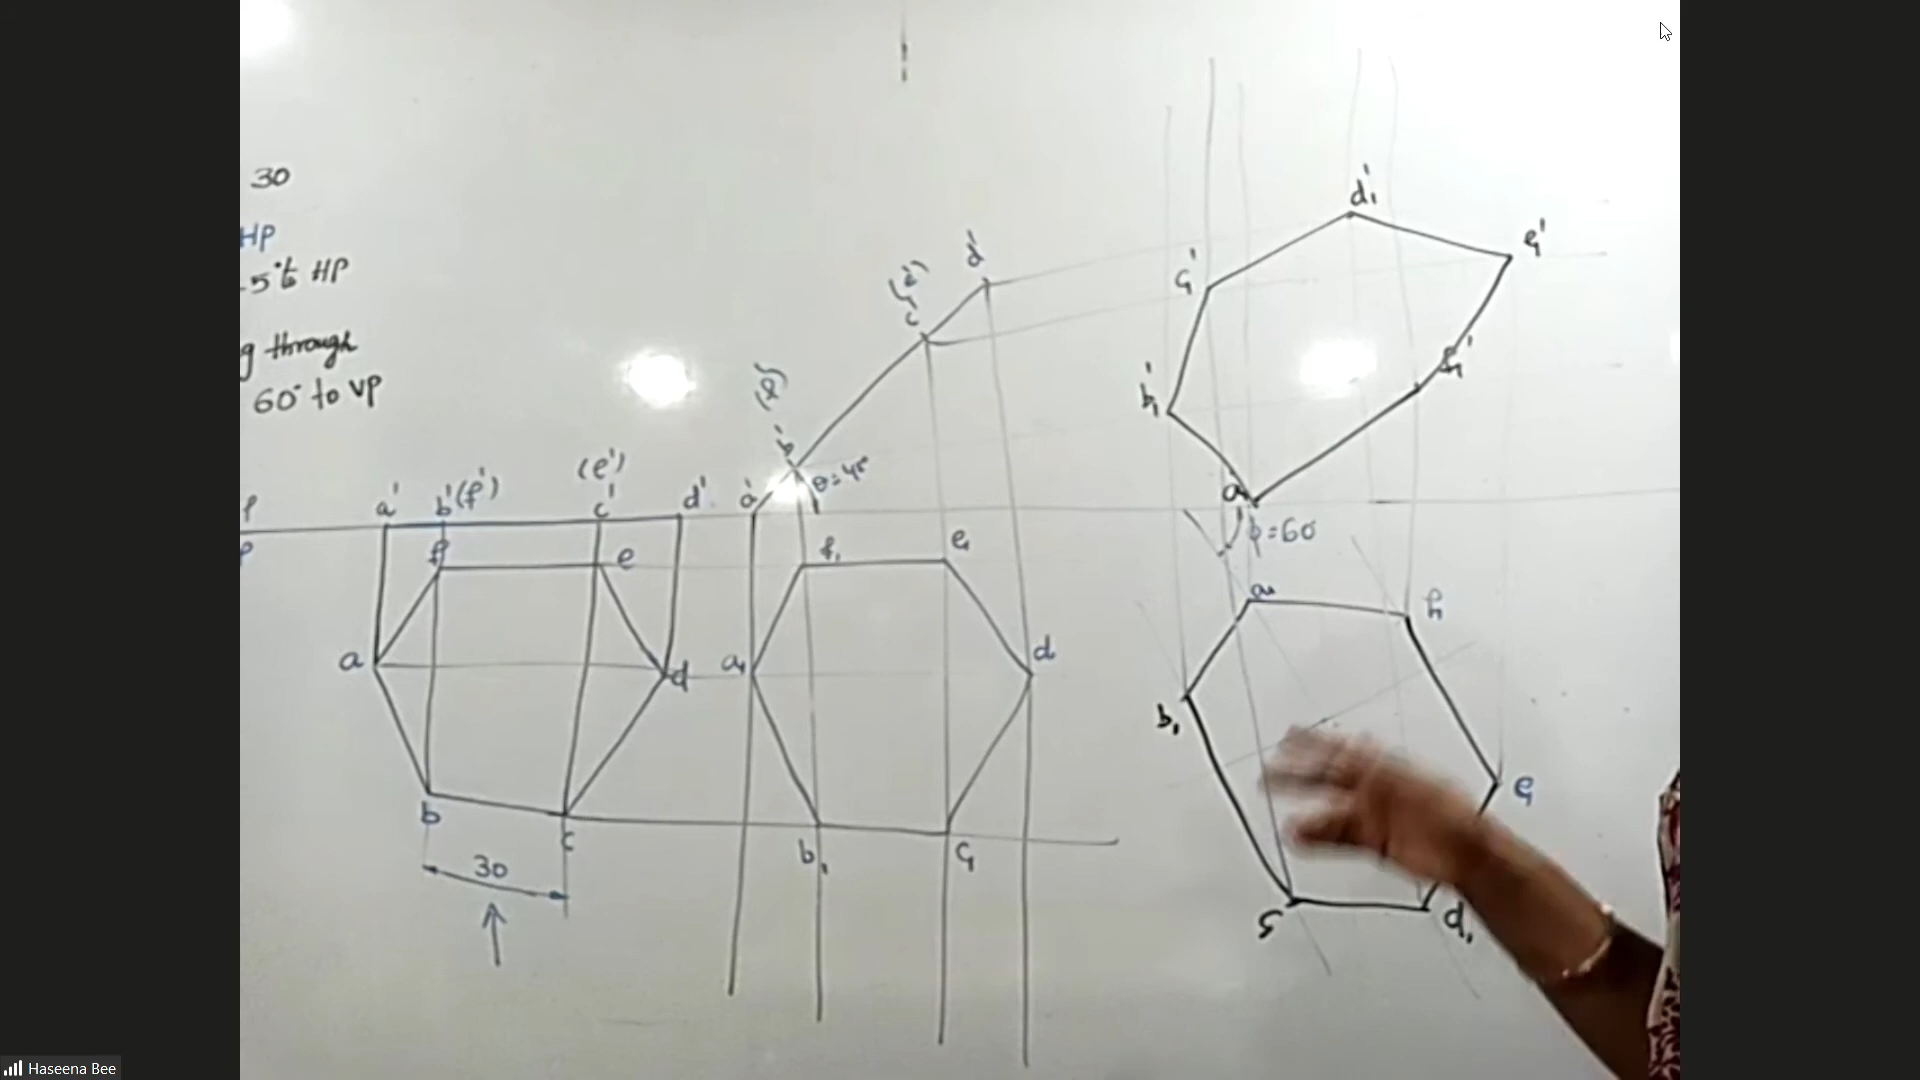 30
HP
5° to HP
g through
60° to VP
a'
b'(f')
(e')
c'
d'
f
e
a
d
b
c
30
a'
b'
c'
d'
θ=45
f₁
e₁
a₁
d
b₁
c₁
d₁'
e₁'
c₁'
f₁'
b₁'
a₁
ϕ=60
a₁
f₁
b₁
e₁
c₁
d₁
Haseena Bee